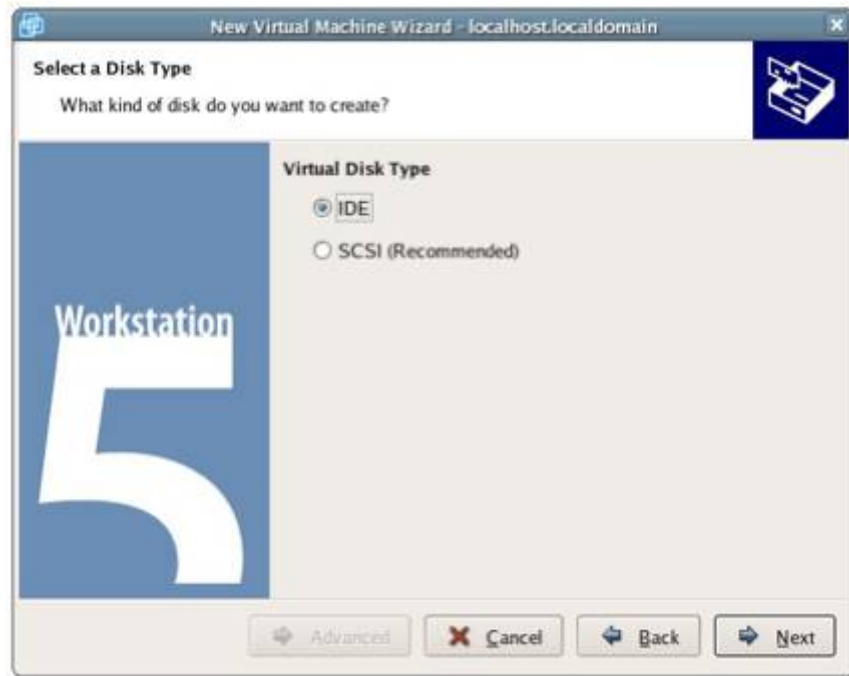 New Virtual Machine Wizard - localhost.localdomain
Select a Disk Type
What kind of disk do you want to create?
Virtual Disk Type
IDE
SCSI (Recommended)
Workstation
5
Advanced
Cancel
Back
Next